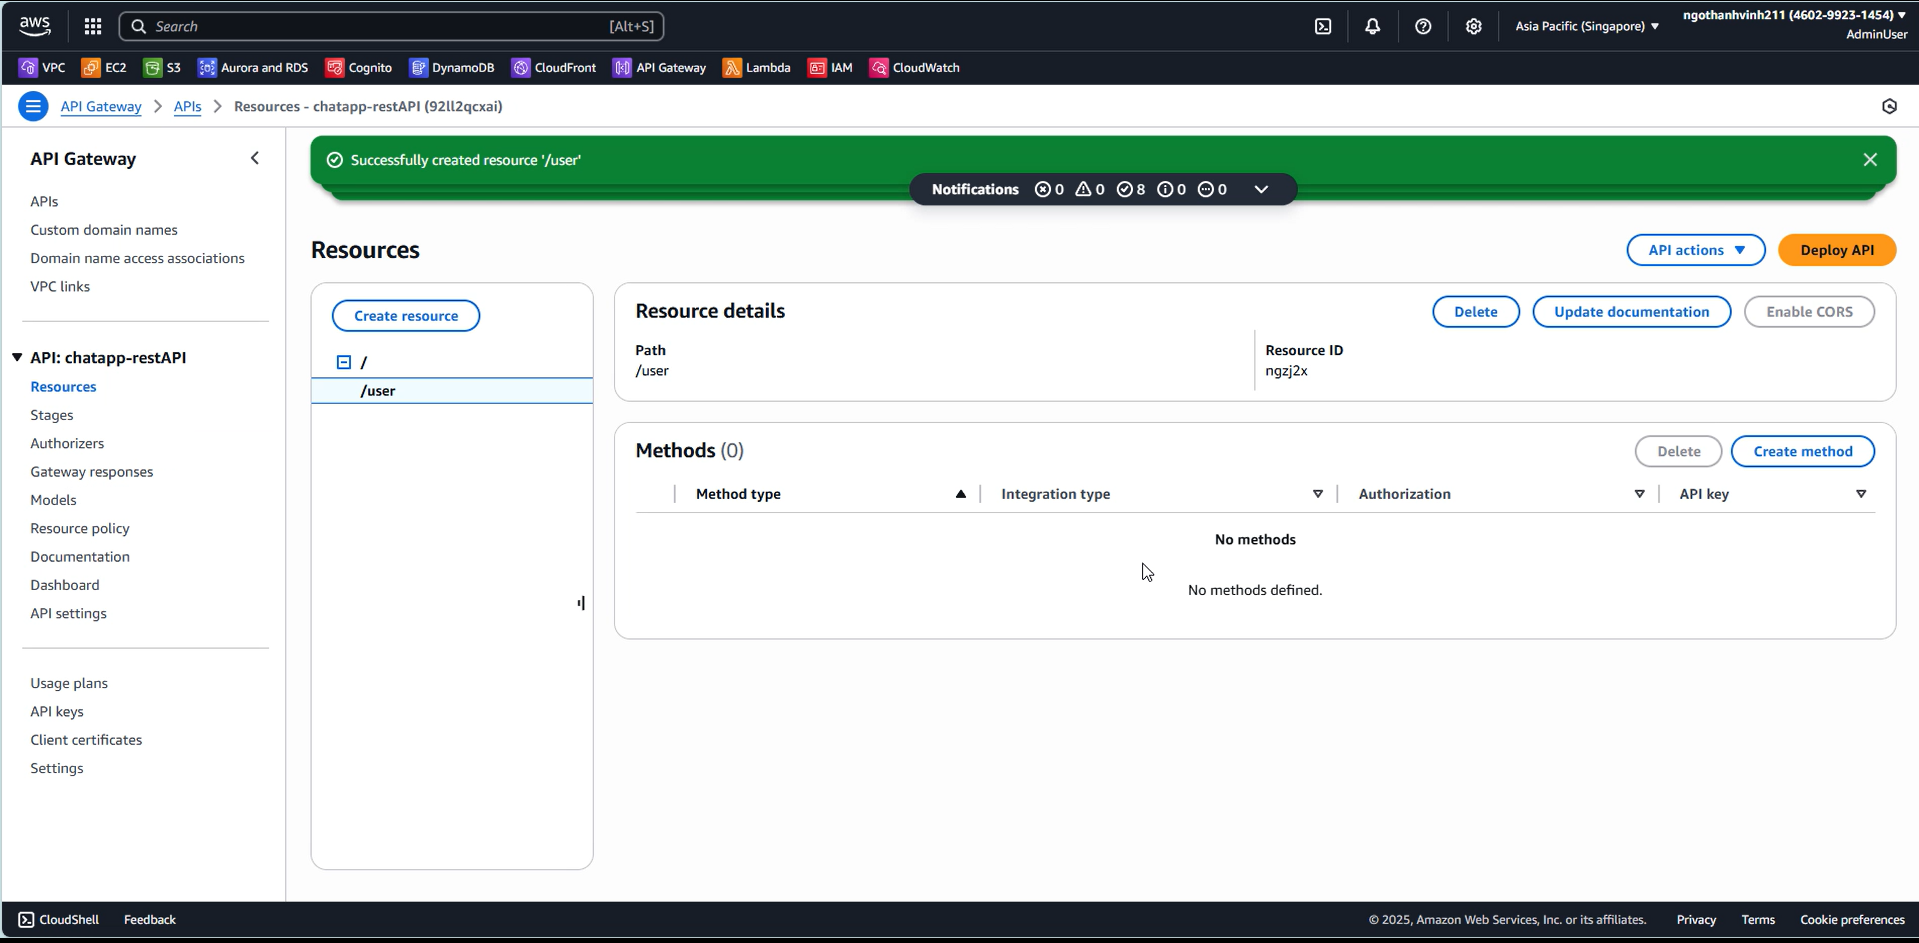 aws
Search [Alt+S]
Asia Pacific (Singapore)
ngothanhvinh211 (4602-9923-1454)
AdminUser
VPC EC2 S3 Aurora and RDS Cognito DynamoDB CloudFront API Gateway Lambda IAM CloudWatch
API Gateway > APIs > Resources - chatapp-restAPI (92ll2qcxai)
API Gateway
APIs
Custom domain names
Domain name access associations
VPC links
API: chatapp-restAPI
Resources
Stages
Authorizers
Gateway responses
Models
Resource policy
Documentation
Dashboard
API settings
Usage plans
API keys
Client certificates
Settings
Successfully created resource '/user'
Notifications 0 0 8 0 0
Resources
API actions
Deploy API
Create resource
/
/user
Resource details
Delete
Update documentation
Enable CORS
Path
/user
Resource ID
ngzj2x
Methods (0)
Delete
Create method
Method type Integration type Authorization API key
No methods
No methods defined.
CloudShell Feedback
© 2025, Amazon Web Services, Inc. or its affiliates. Privacy Terms Cookie preferences